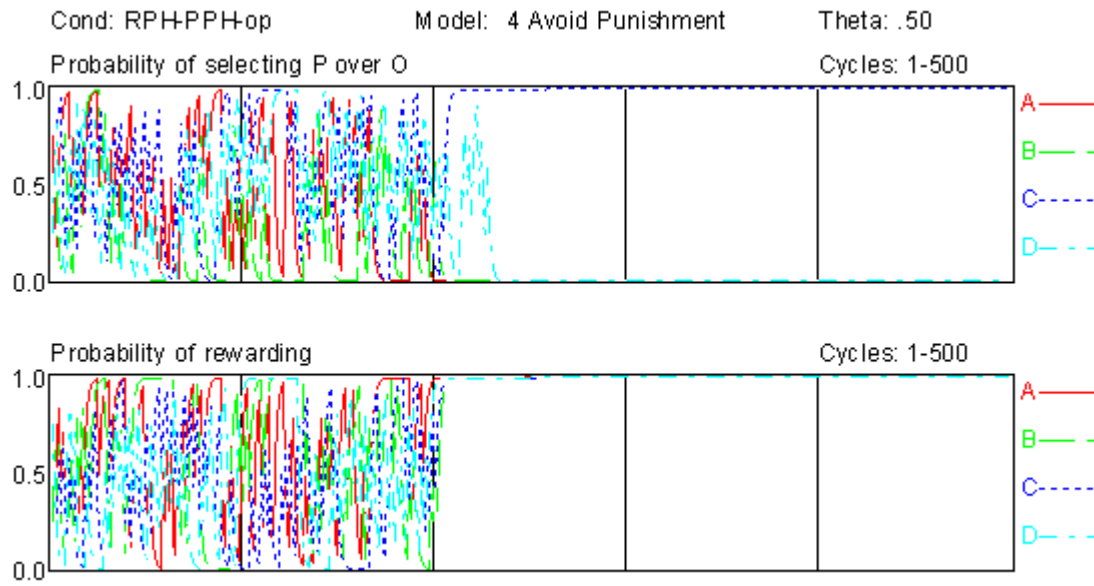 Cond: RPH-PPH-op Model: 4 Avoid Punishment Theta: .50
Probability of selecting P over O Cycles: 1-500
1.0
A
B
0.5
C
D
0.0
Probability of rewarding Cycles: 1-500
1.0
A
B
0.5
C
D
0.0